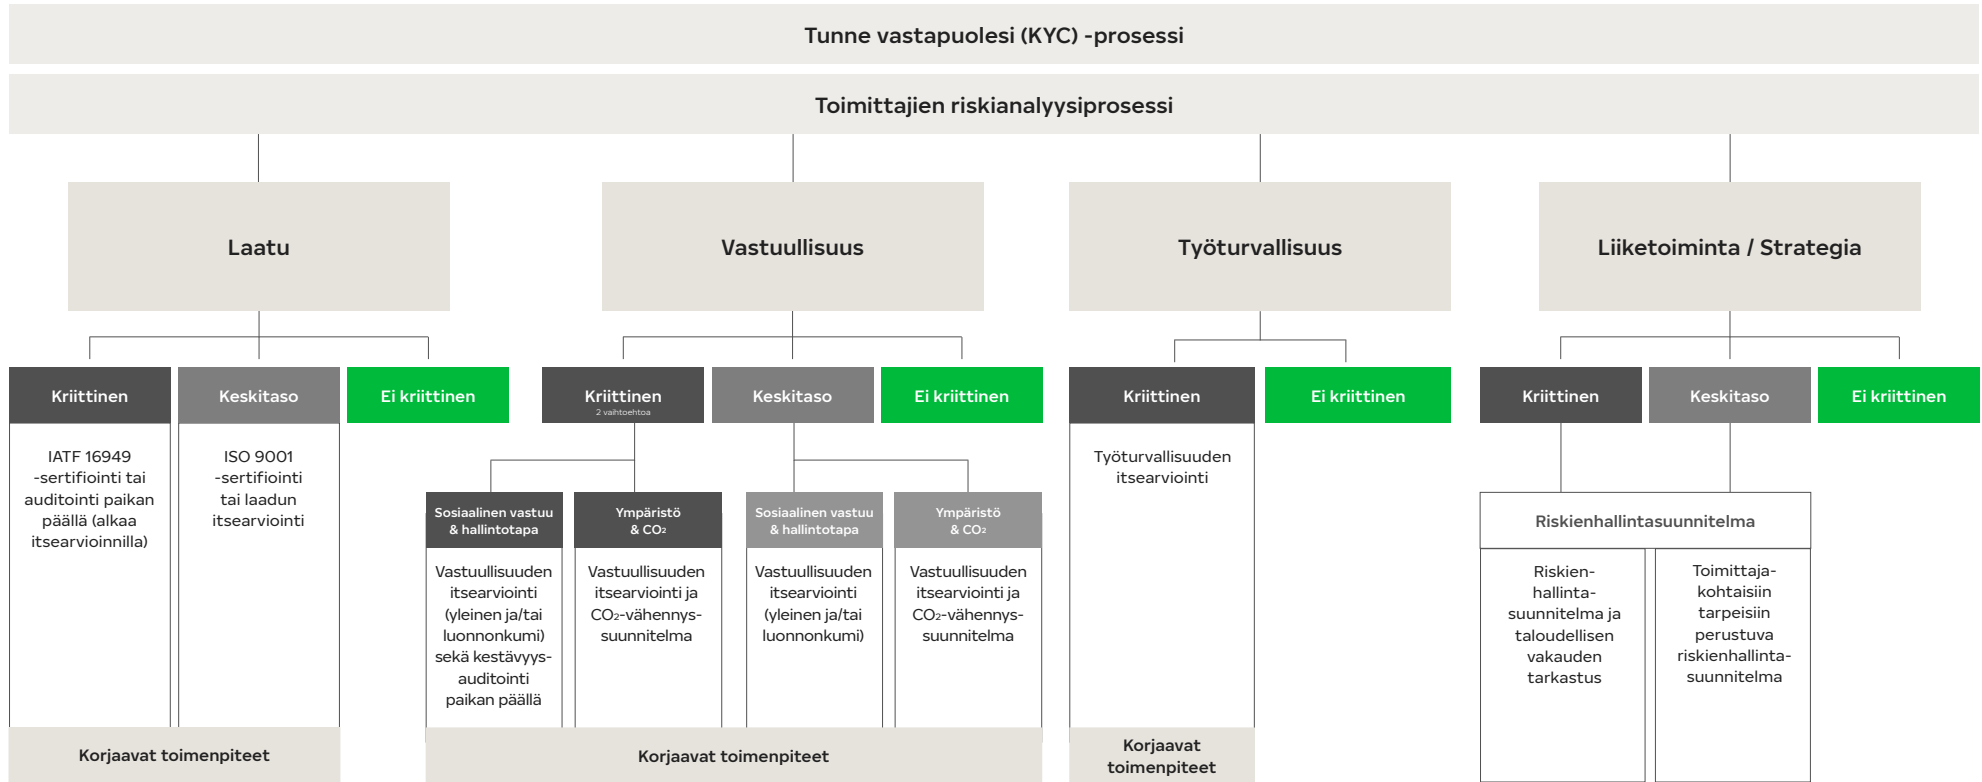 Tunne vastapuolesi (KYC) -prosessi
Toimittajien riskianalyysiprosessi
Laatu
Vastuullisuus
Työturvallisuus
Liiketoiminta / Strategia
Kriittinen
Keskitaso
Ei kriittinen
Kriittinen
2 vaihtoehtoa
Keskitaso
Ei kriittinen
Kriittinen
Ei kriittinen
Kriittinen
Keskitaso
Ei kriittinen
IATF 16949
-sertifiointi tai
auditointi paikan
päällä (alkaa
itsearvioinnilla)
ISO 9001
-sertifiointi
tai laadun
itsearviointi
Sosiaalinen vastuu
& hallintotapa
Ympäristö
& CO₂
Sosiaalinen vastuu
& hallintotapa
Ympäristö
& CO₂
Vastuullisuuden
itsearviointi
(yleinen ja/tai
luonnonkumi)
sekä kestävyys-
auditointi
paikan päällä
Vastuullisuuden
itsearviointi ja
CO₂-vähennys-
suunnitelma
Vastuullisuuden
itsearviointi
(yleinen ja/tai
luonnonkumi)
Vastuullisuuden
itsearviointi ja
CO₂-vähennys-
suunnitelma
Työturvallisuuden
itsearviointi
Riskienhallintasuunnitelma
Riskien-
hallinta-
suunnitelma ja
taloudellisen
vakauden
tarkastus
Toimittaja-
kohtaisiin
tarpeisiin
perustuva
riskienhallinta-
suunnitelma
Korjaavat toimenpiteet
Korjaavat toimenpiteet
Korjaavat
toimenpiteet